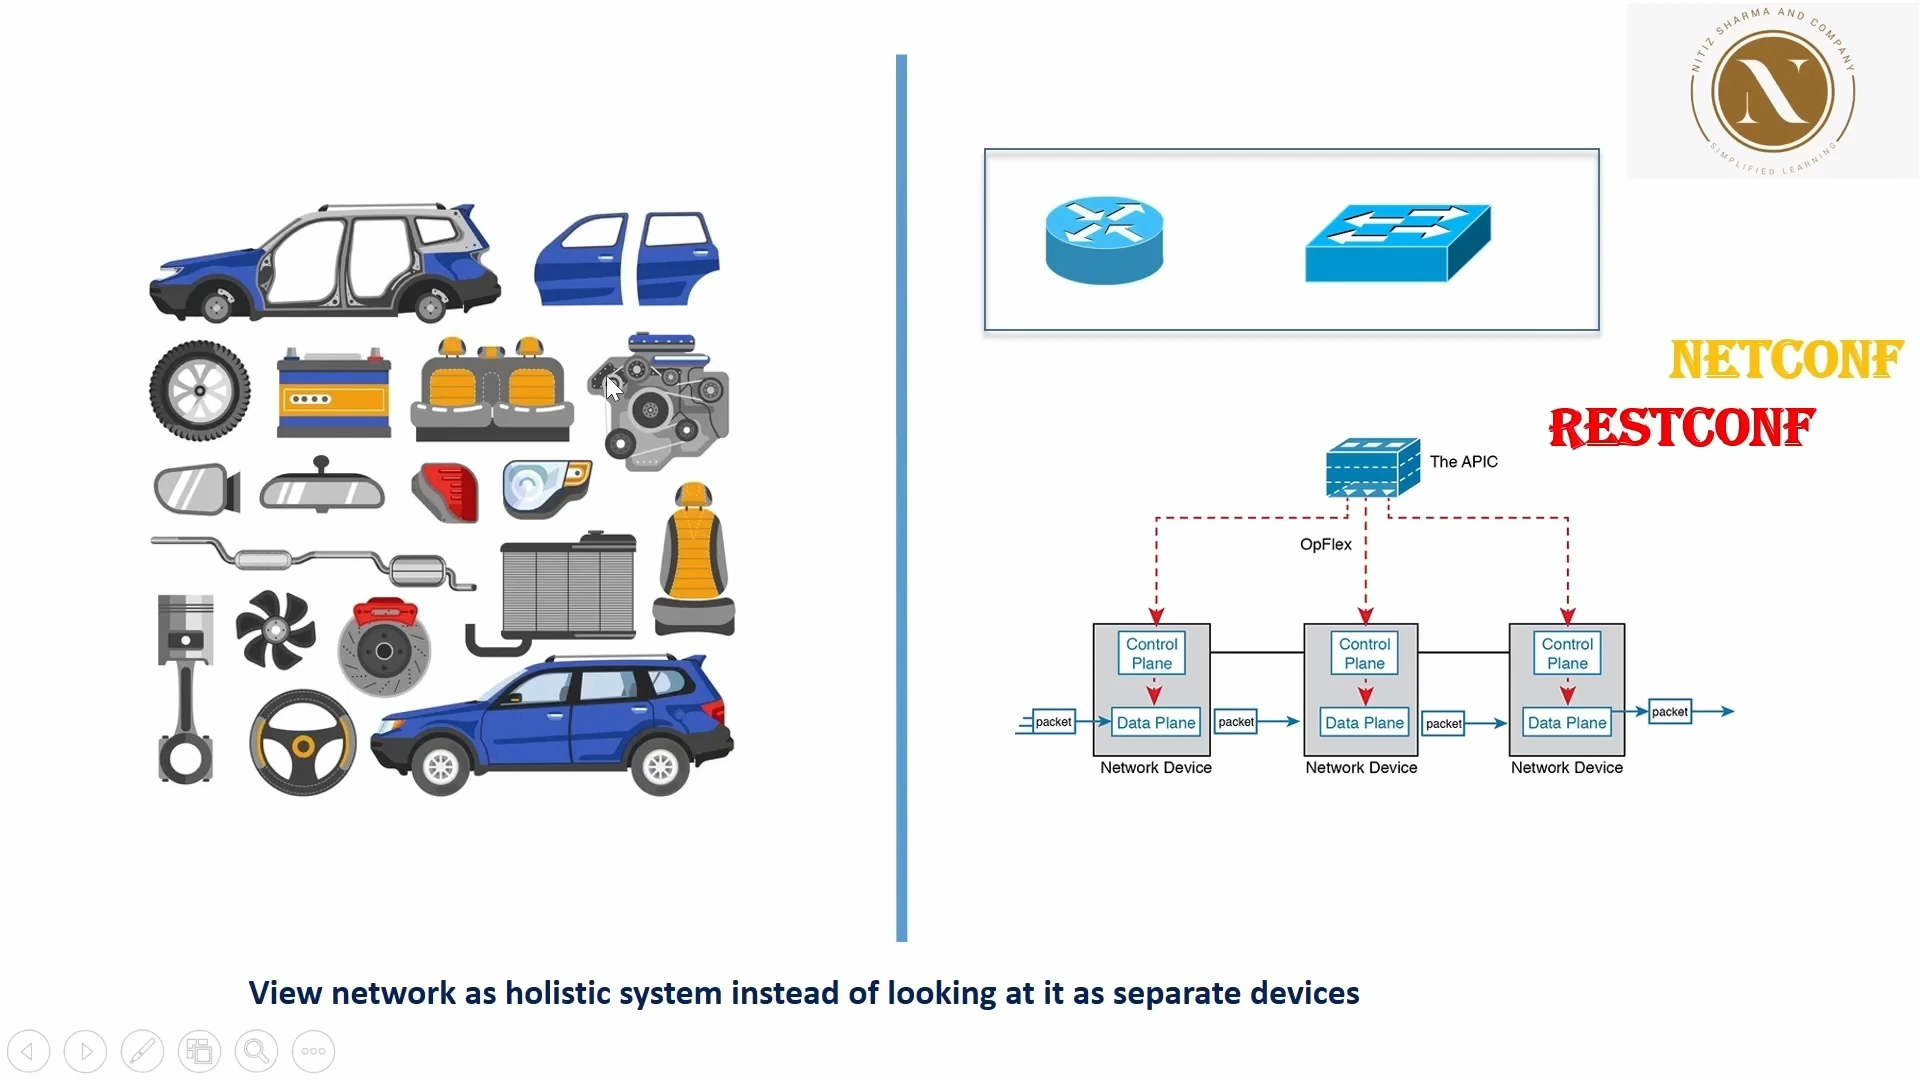 NITIZ SHARMA AND COMPANY
N
SIMPLIFIED LEARNING
NETCONF
RESTCONF
The APIC
OpFlex
Control
Plane
Control
Plane
Control
Plane
packet
Data Plane
packet
Data Plane
packet
Data Plane
packet
Network Device
Network Device
Network Device
View network as holistic system instead of looking at it as separate devices